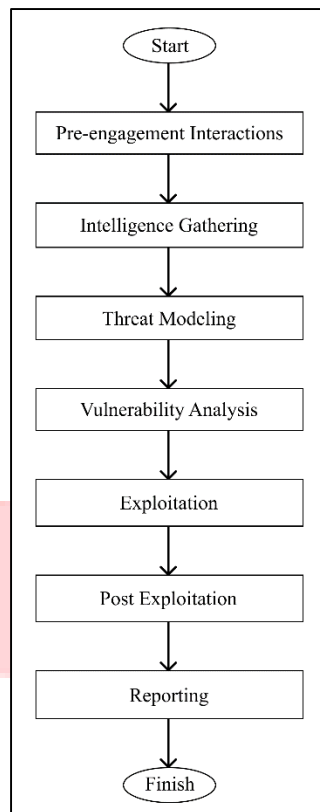 Start
Pre-engagement Interactions
Intelligence Gathering
Threat Modeling
Vulnerability Analysis
Exploitation
Post Exploitation
Reporting
Finish